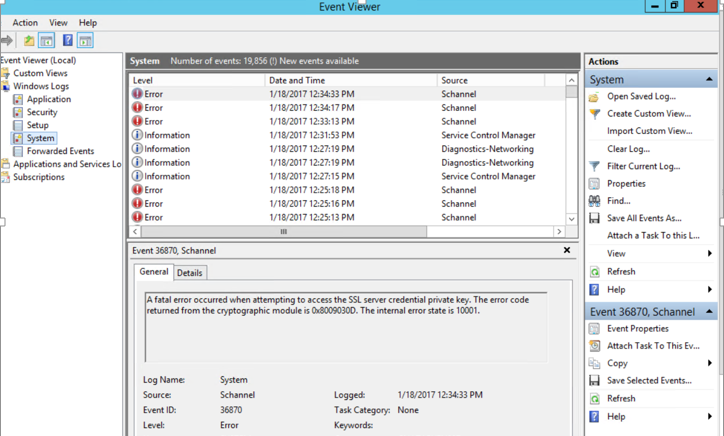 Event Viewer
Action View Help
Event Viewer (Local)
Custom Views
Windows Logs
Application
Security
Setup
System
Forwarded Events
Applications and Services Lo
Subscriptions
System Number of events: 19,856 (!) New events available
Level Date and Time Source
Error 1/18/2017 12:34:33 PM Schannel
Error 1/18/2017 12:34:17 PM Schannel
Error 1/18/2017 12:33:13 PM Schannel
Information 1/18/2017 12:31:53 PM Service Control Manager
Information 1/18/2017 12:27:19 PM Diagnostics-Networking
Information 1/18/2017 12:27:19 PM Diagnostics-Networking
Information 1/18/2017 12:27:15 PM Service Control Manager
Error 1/18/2017 12:25:18 PM Schannel
Error 1/18/2017 12:25:16 PM Schannel
Error 1/18/2017 12:25:13 PM Schannel
Event 36870, Schannel
General Details
A fatal error occurred when attempting to access the SSL server credential private key. The error code
returned from the cryptographic module is 0x8009030D. The internal error state is 10001.
Log Name: System
Source: Schannel Logged: 1/18/2017 12:34:33 PM
Event ID: 36870 Task Category: None
Level: Error Keywords:
Actions
System
Open Saved Log...
Create Custom View...
Import Custom View...
Clear Log...
Filter Current Log...
Properties
Find...
Save All Events As...
Attach a Task To this L...
View
Refresh
Help
Event 36870, Schannel
Event Properties
Attach Task To This Ev...
Copy
Save Selected Events...
Refresh
Help